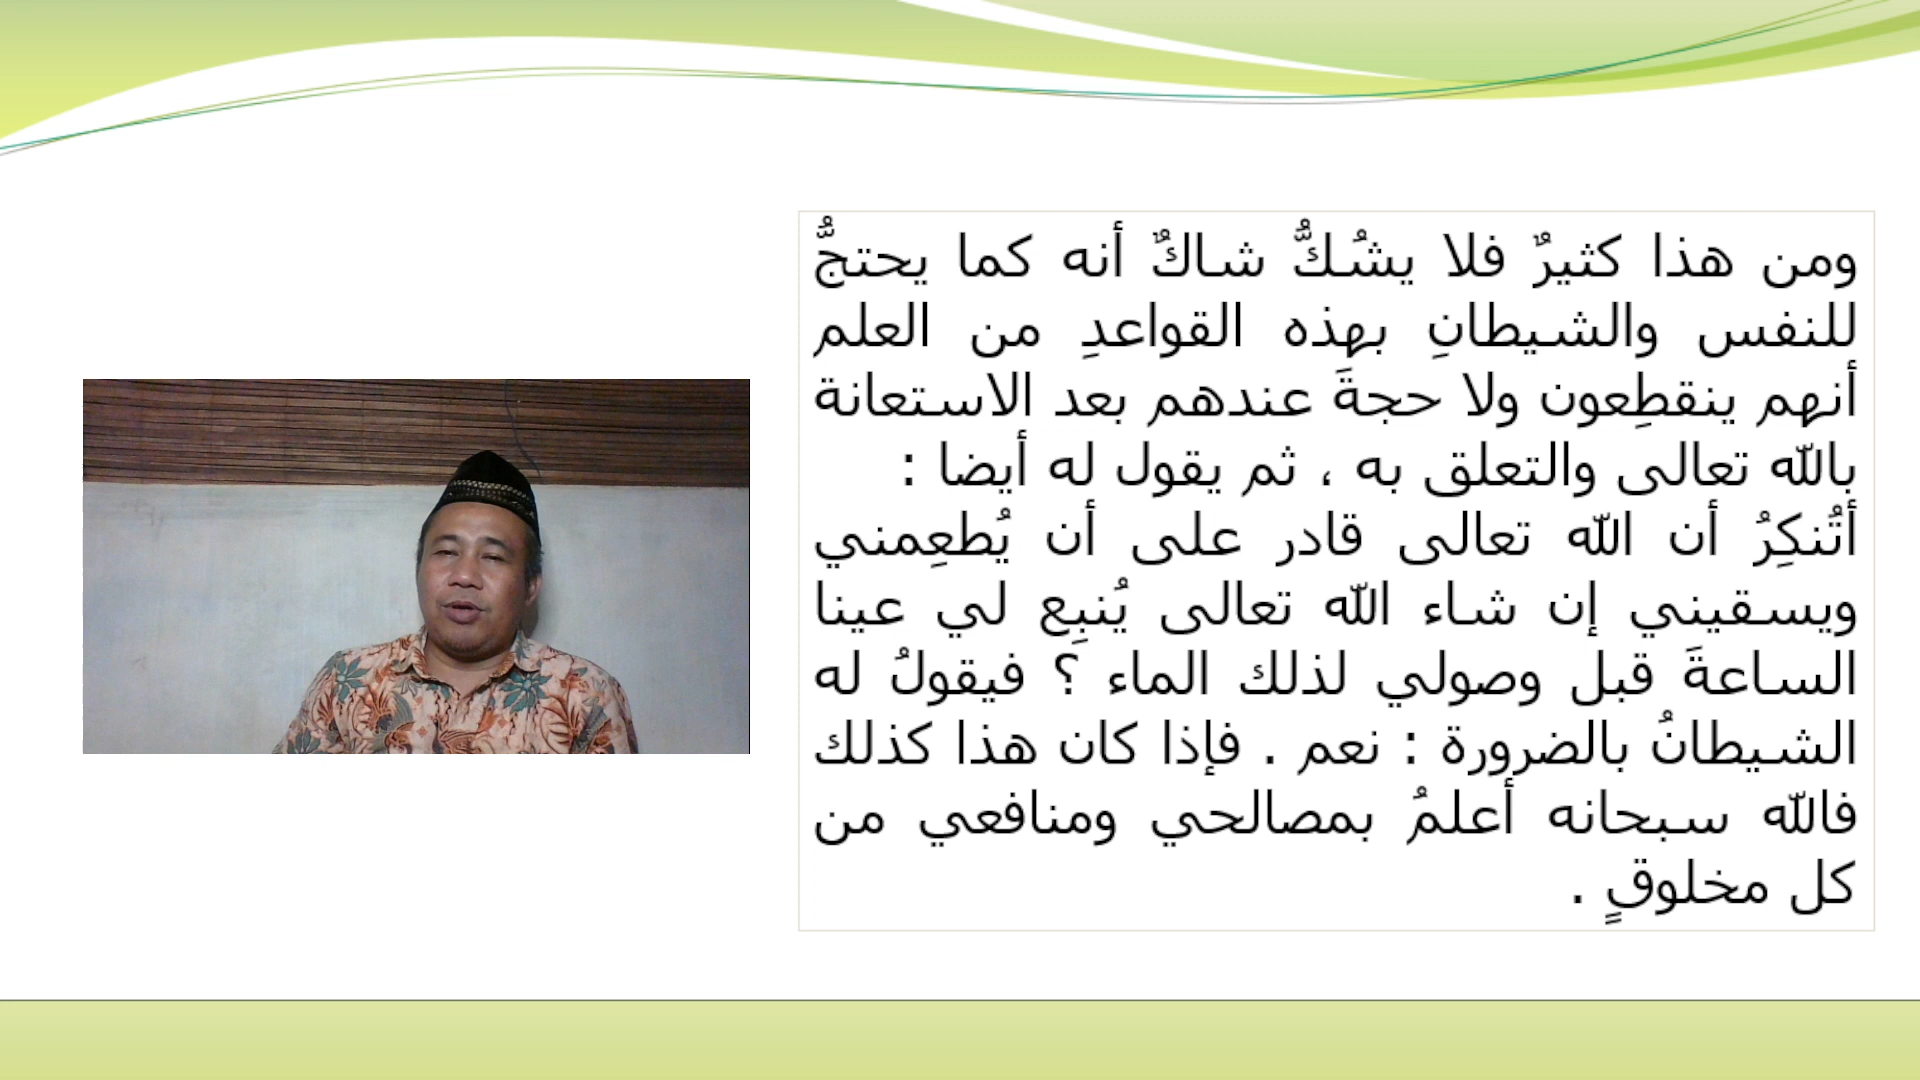 ومن هذا كثيرٌ فلا يشُكُّ شاكٌ أنه كما يحتجُّ
للنفس والشيطانِ بهذه القواعدِ من العلم
أنهم ينقطِعون ولا حجةَ عندهم بعد الاستعانة
بالله تعالى والتعلق به ، ثم يقول له أيضا :
أتُنكِرُ أن الله تعالى قادر على أن يُطعِمني
ويسقيني إن شاء الله تعالى يُنبِع لي عينا
الساعةَ قبل وصولي لذلك الماء ؟ فيقولُ له
الشيطانُ بالضرورة : نعم . فإذا كان هذا كذلك
فالله سبحانه أعلمُ بمصالحي ومنافعي من
كل مخلوقٍ .